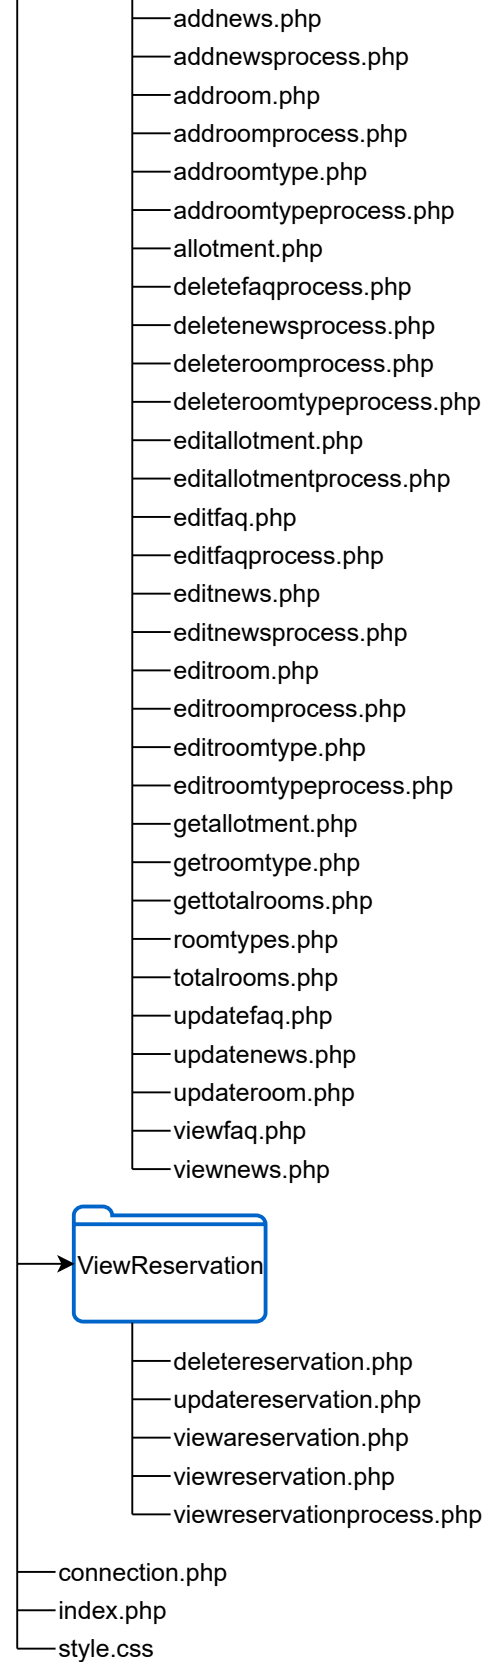 addnews.php
addnewsprocess.php
addroom.php
addroomprocess.php
addroomtype.php
addroomtypeprocess.php
allotment.php
deletefaqprocess.php
deletenewsprocess.php
deleteroomprocess.php
deleteroomtypeprocess.php
editallotment.php
editallotmentprocess.php
editfaq.php
editfaqprocess.php
editnews.php
editnewsprocess.php
editroom.php
editroomprocess.php
editroomtype.php
editroomtypeprocess.php
getallotment.php
getroomtype.php
gettotalrooms.php
roomtypes.php
totalrooms.php
updatefaq.php
updatenews.php
updateroom.php
viewfaq.php
viewnews.php
ViewReservation
deletereservation.php
updatereservation.php
viewareservation.php
viewreservation.php
viewreservationprocess.php
connection.php
index.php
style.css